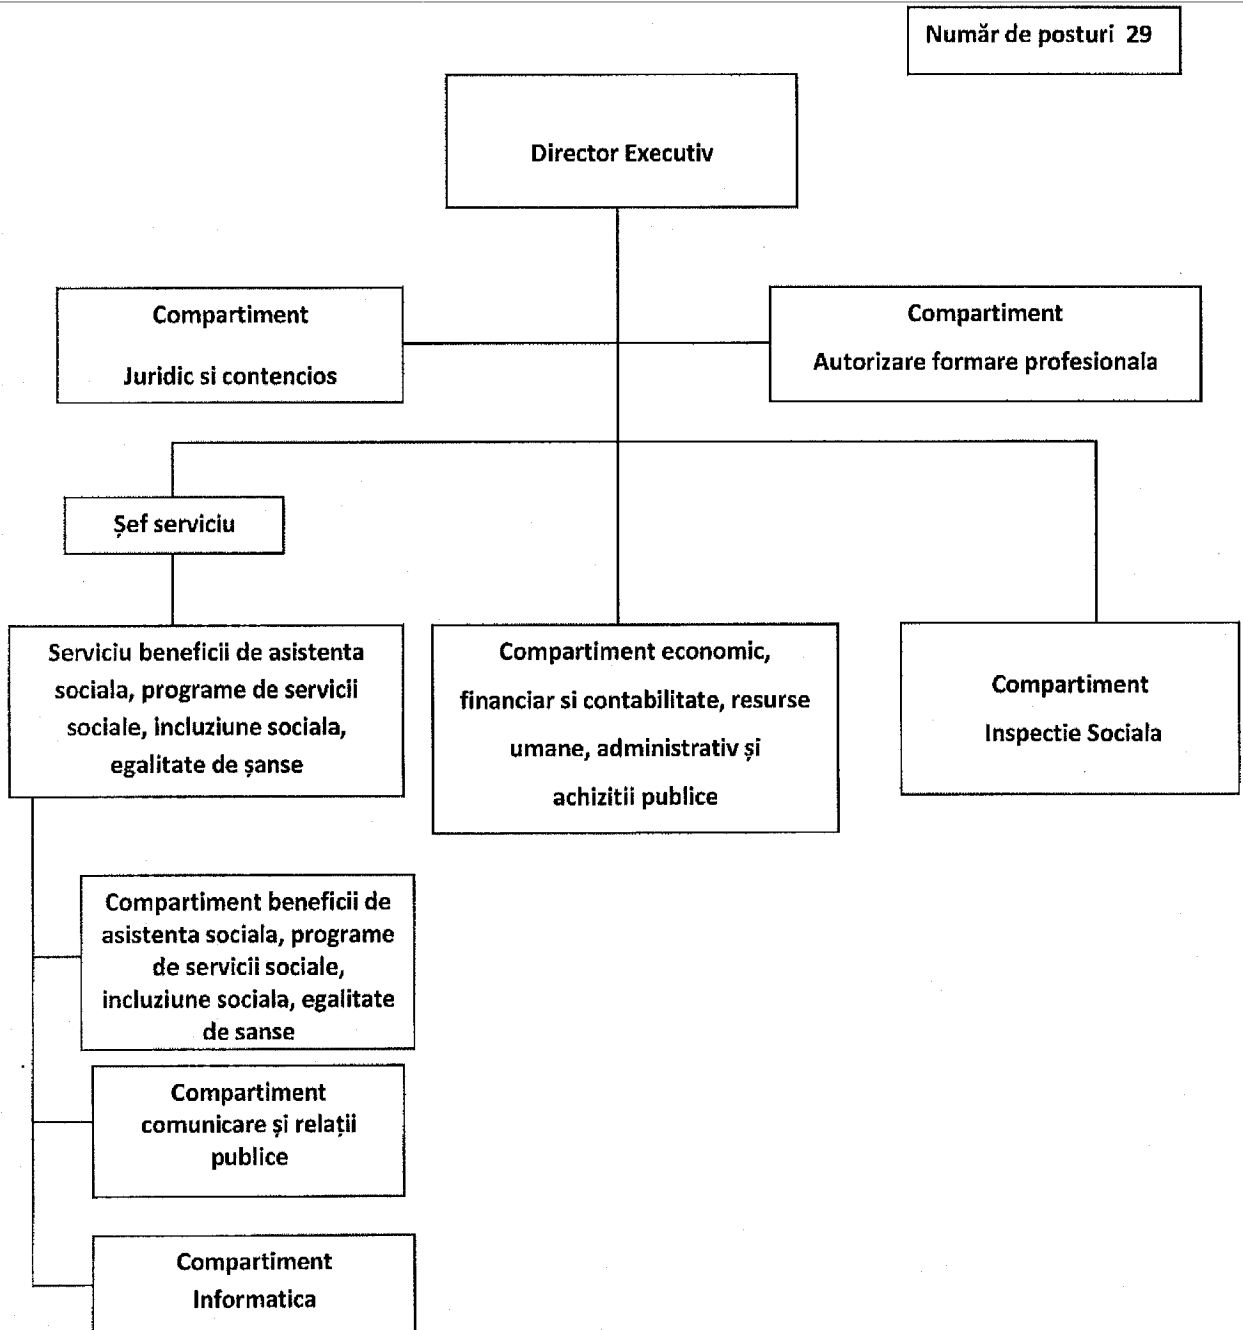 Număr de posturi 29
Director Executiv
Compartiment
Juridic si contencios
Compartiment
Autorizare formare profesionala
Șef serviciu
Serviciu beneficii de asistenta
sociala, programe de servicii
sociale, incluziune sociala,
egalitate de șanse
Compartiment economic,
financiar si contabilitate, resurse
umane, administrativ și
achizitii publice
Compartiment
Inspectie Sociala
Compartiment beneficii de
asistenta sociala, programe
de servicii sociale,
incluziune sociala, egalitate
de sanse
Compartiment
comunicare și relații
publice
Compartiment
Informatica